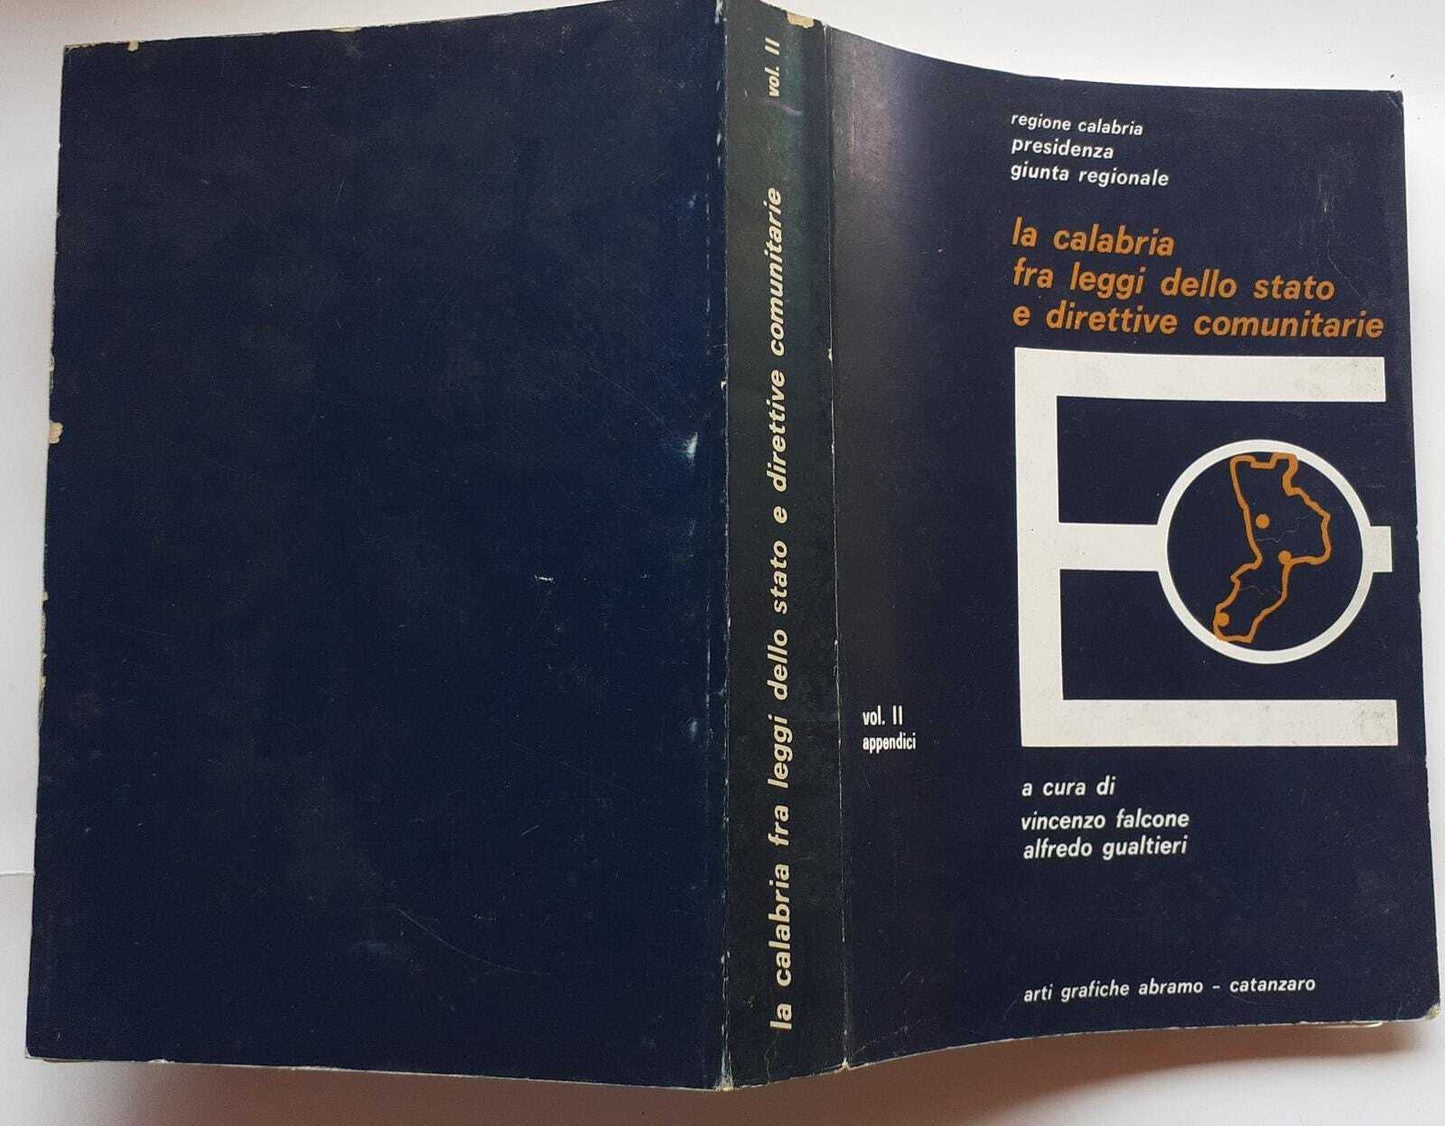 la calabria fra leggi dello stato e direttive comunitarie vol. II
regione calabria
presidenza
giunta regionale
la calabria
fra leggi dello stato
e direttive comunitarie
vol. II
appendici
a cura di
vincenzo falcone
alfredo gualtieri
arti grafiche abramo - catanzaro